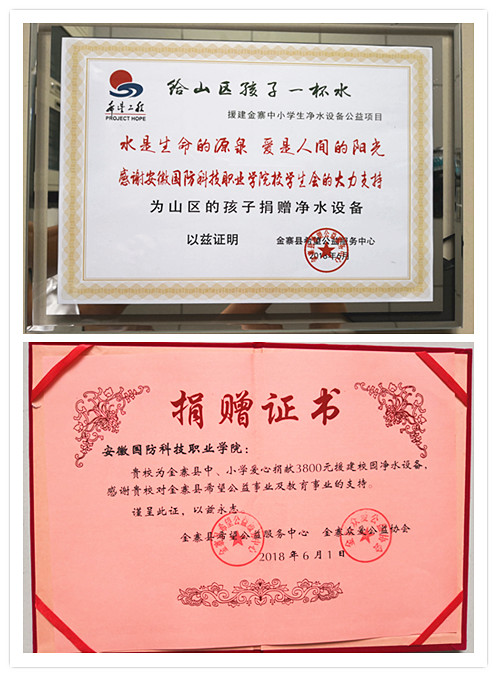 希望工程
PROJECT HOPE
给山区孩子一杯水
援建金寨中小学生净水设备公益项目
水是生命的源泉 爱是人间的阳光
感谢安徽国防科技职业学院校学生会的大力支持
为山区的孩子捐赠净水设备
以兹证明
金寨县希望公益服务中心
2018年6月
捐赠证书
安徽国防科技职业学院:
贵校为金寨县中、小学爱心捐献3800元援建校园净水设备,
感谢贵校对金寨县希望公益事业及教育事业的支持。
谨呈此证,以兹永志。
金寨县希望公益服务中心 金寨众爱公益协会
2018年6月1日